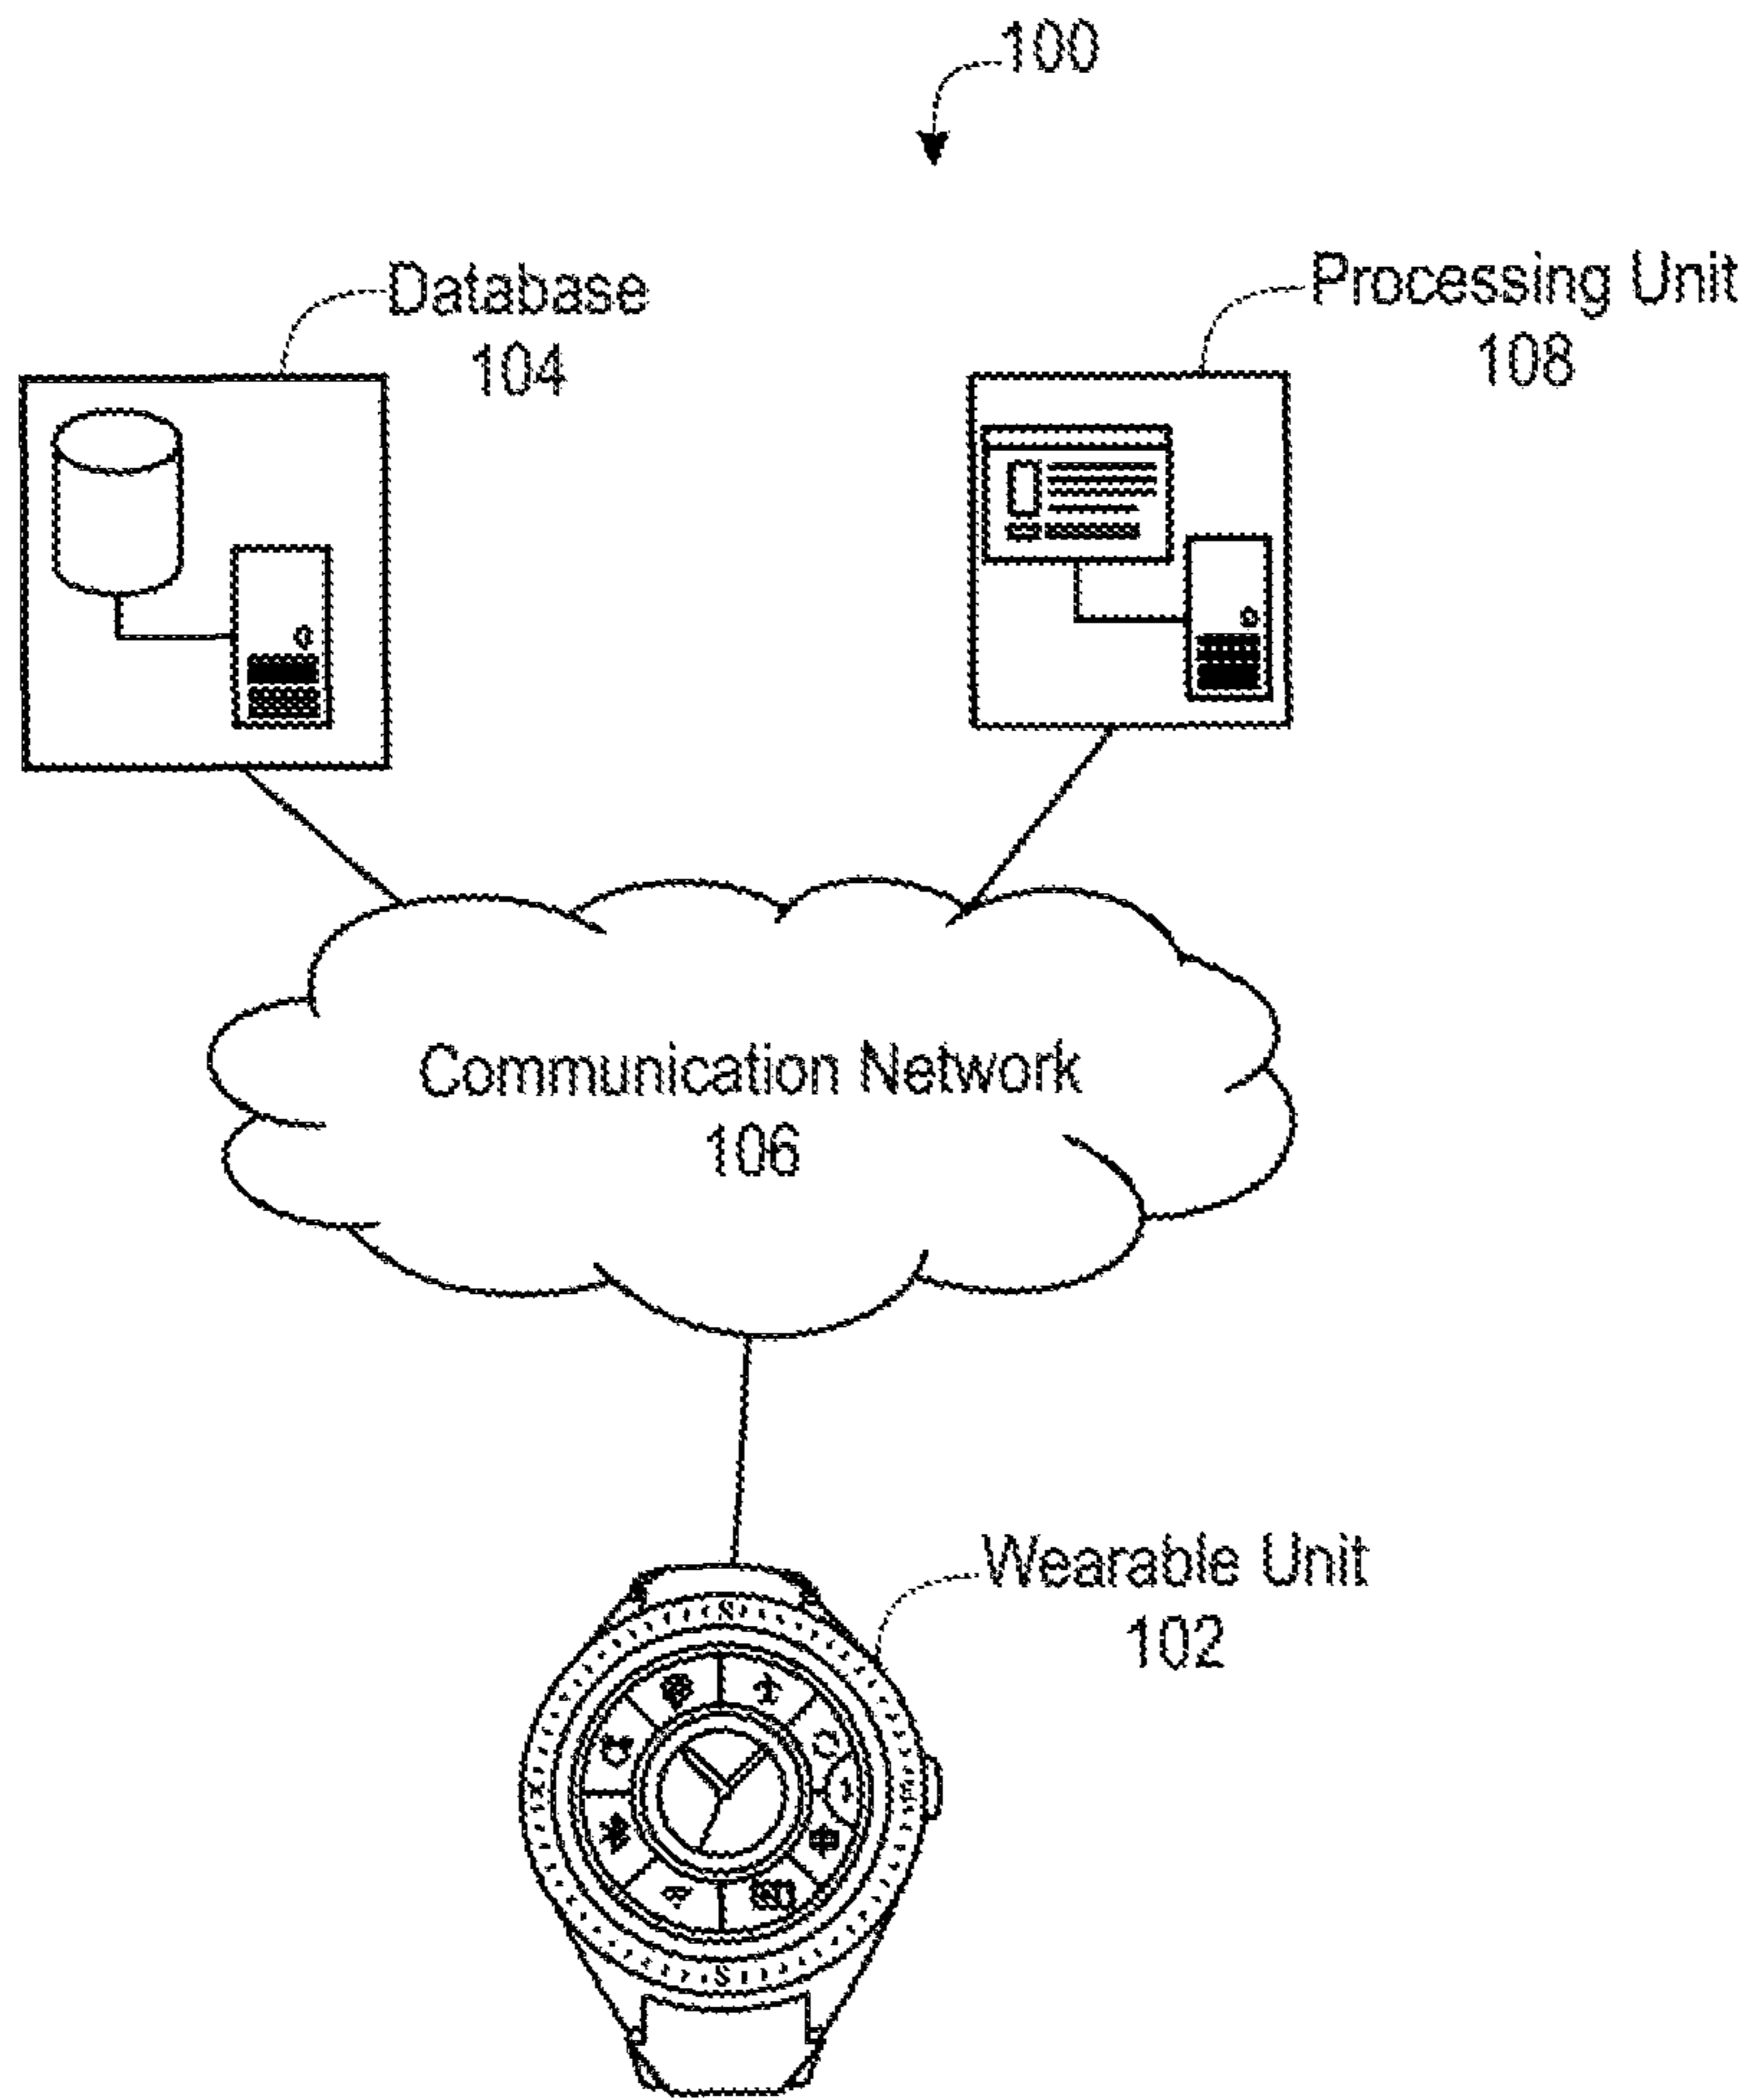 100
Database
104
Processing Unit
108
Communication Network
106
Wearable Unit
102
S
S